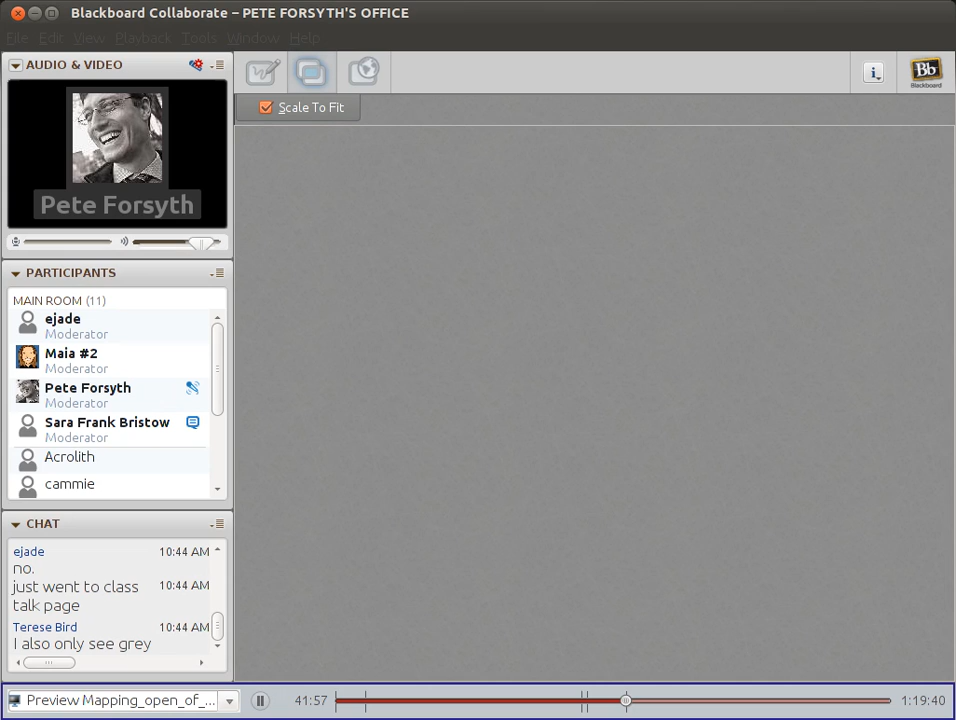 Blackboard Collaborate – PETE FORSYTH'S OFFICE
File Edit View Playback Tools Window Help
AUDIO & VIDEO
Pete Forsyth
PARTICIPANTS
MAIN ROOM (11)
ejade
Moderator
Maia #2
Moderator
Pete Forsyth
Moderator
Sara Frank Bristow
Moderator
Acrolith
cammie
CHAT
ejade 10:44 AM
no.
just went to class 10:44 AM
talk page
Terese Bird 10:44 AM
I also only see grey
Scale To Fit
i
Bb
Blackboard
Preview Mapping_open_of_... 41:57 1:19:40